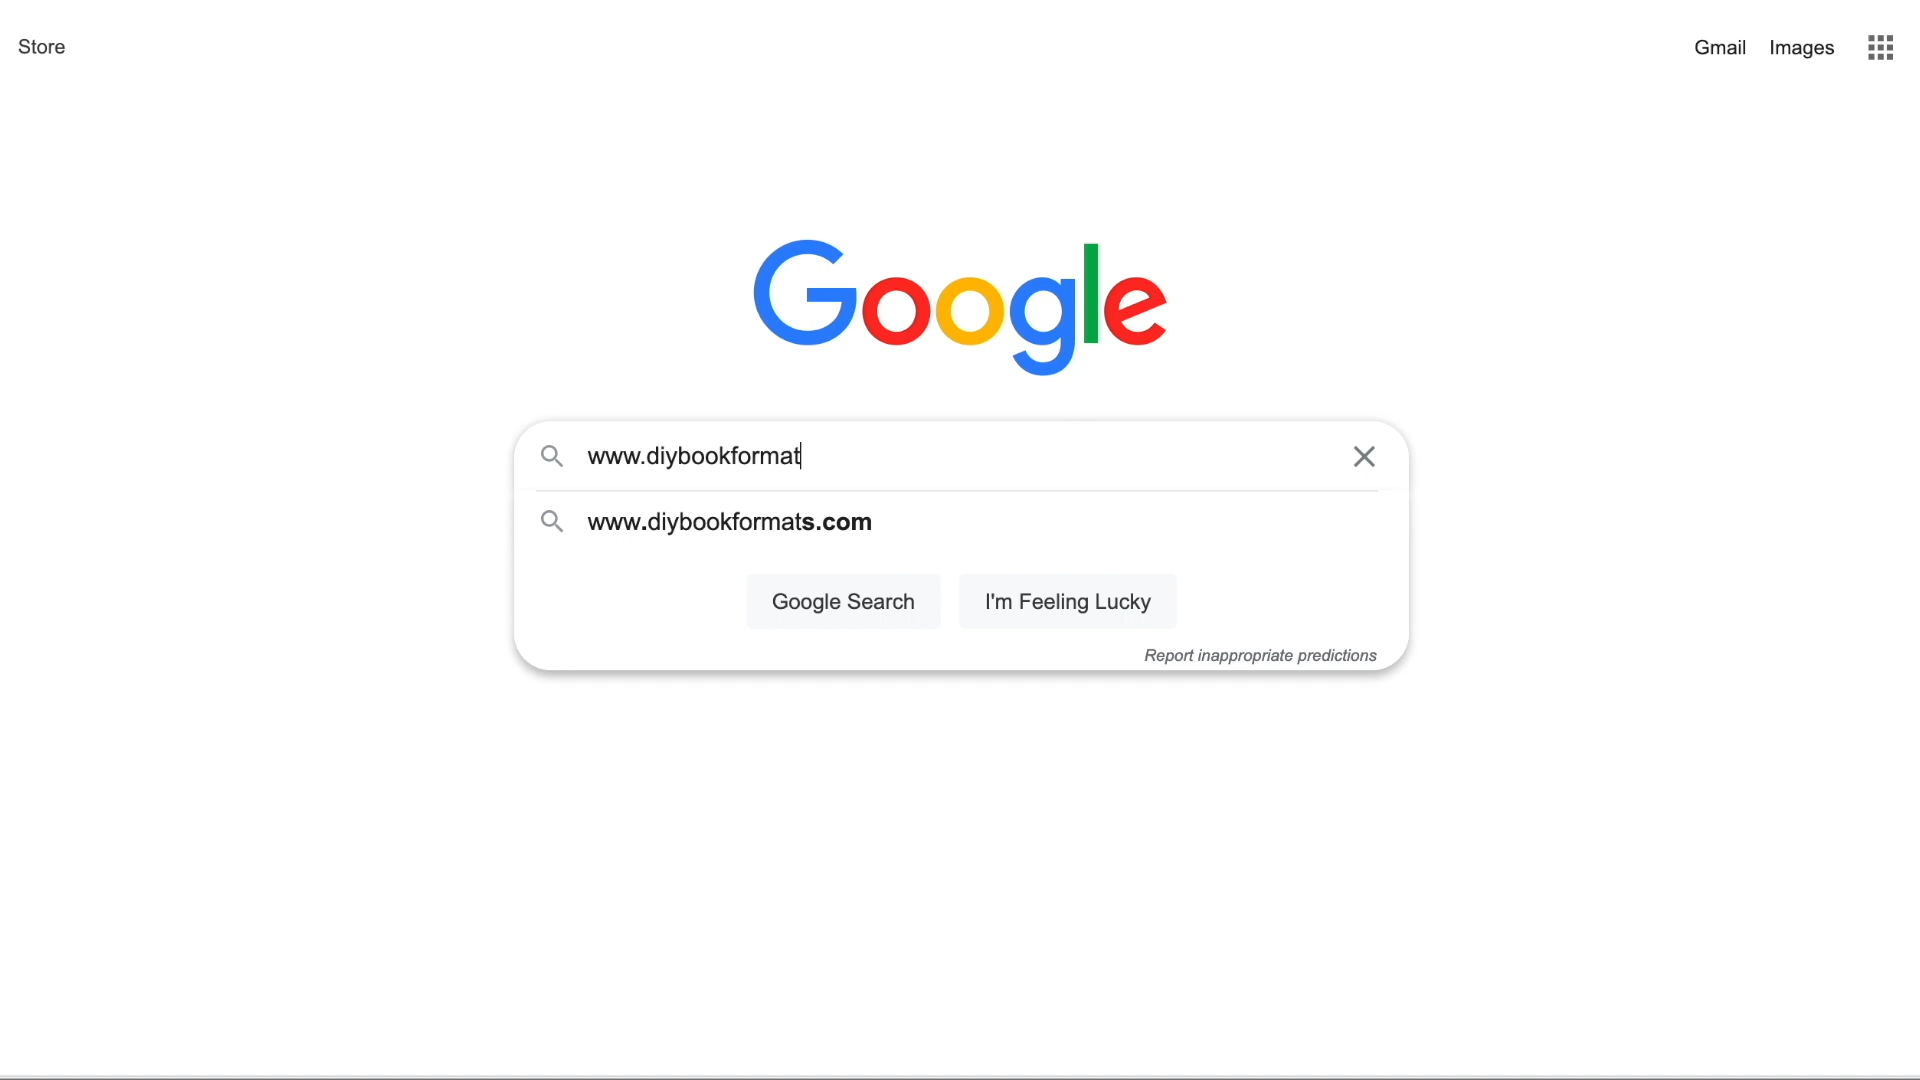 Store
Gmail
Images
Google
www.diybookformat
www.diybookformats.com
Google Search
I'm Feeling Lucky
Report inappropriate predictions